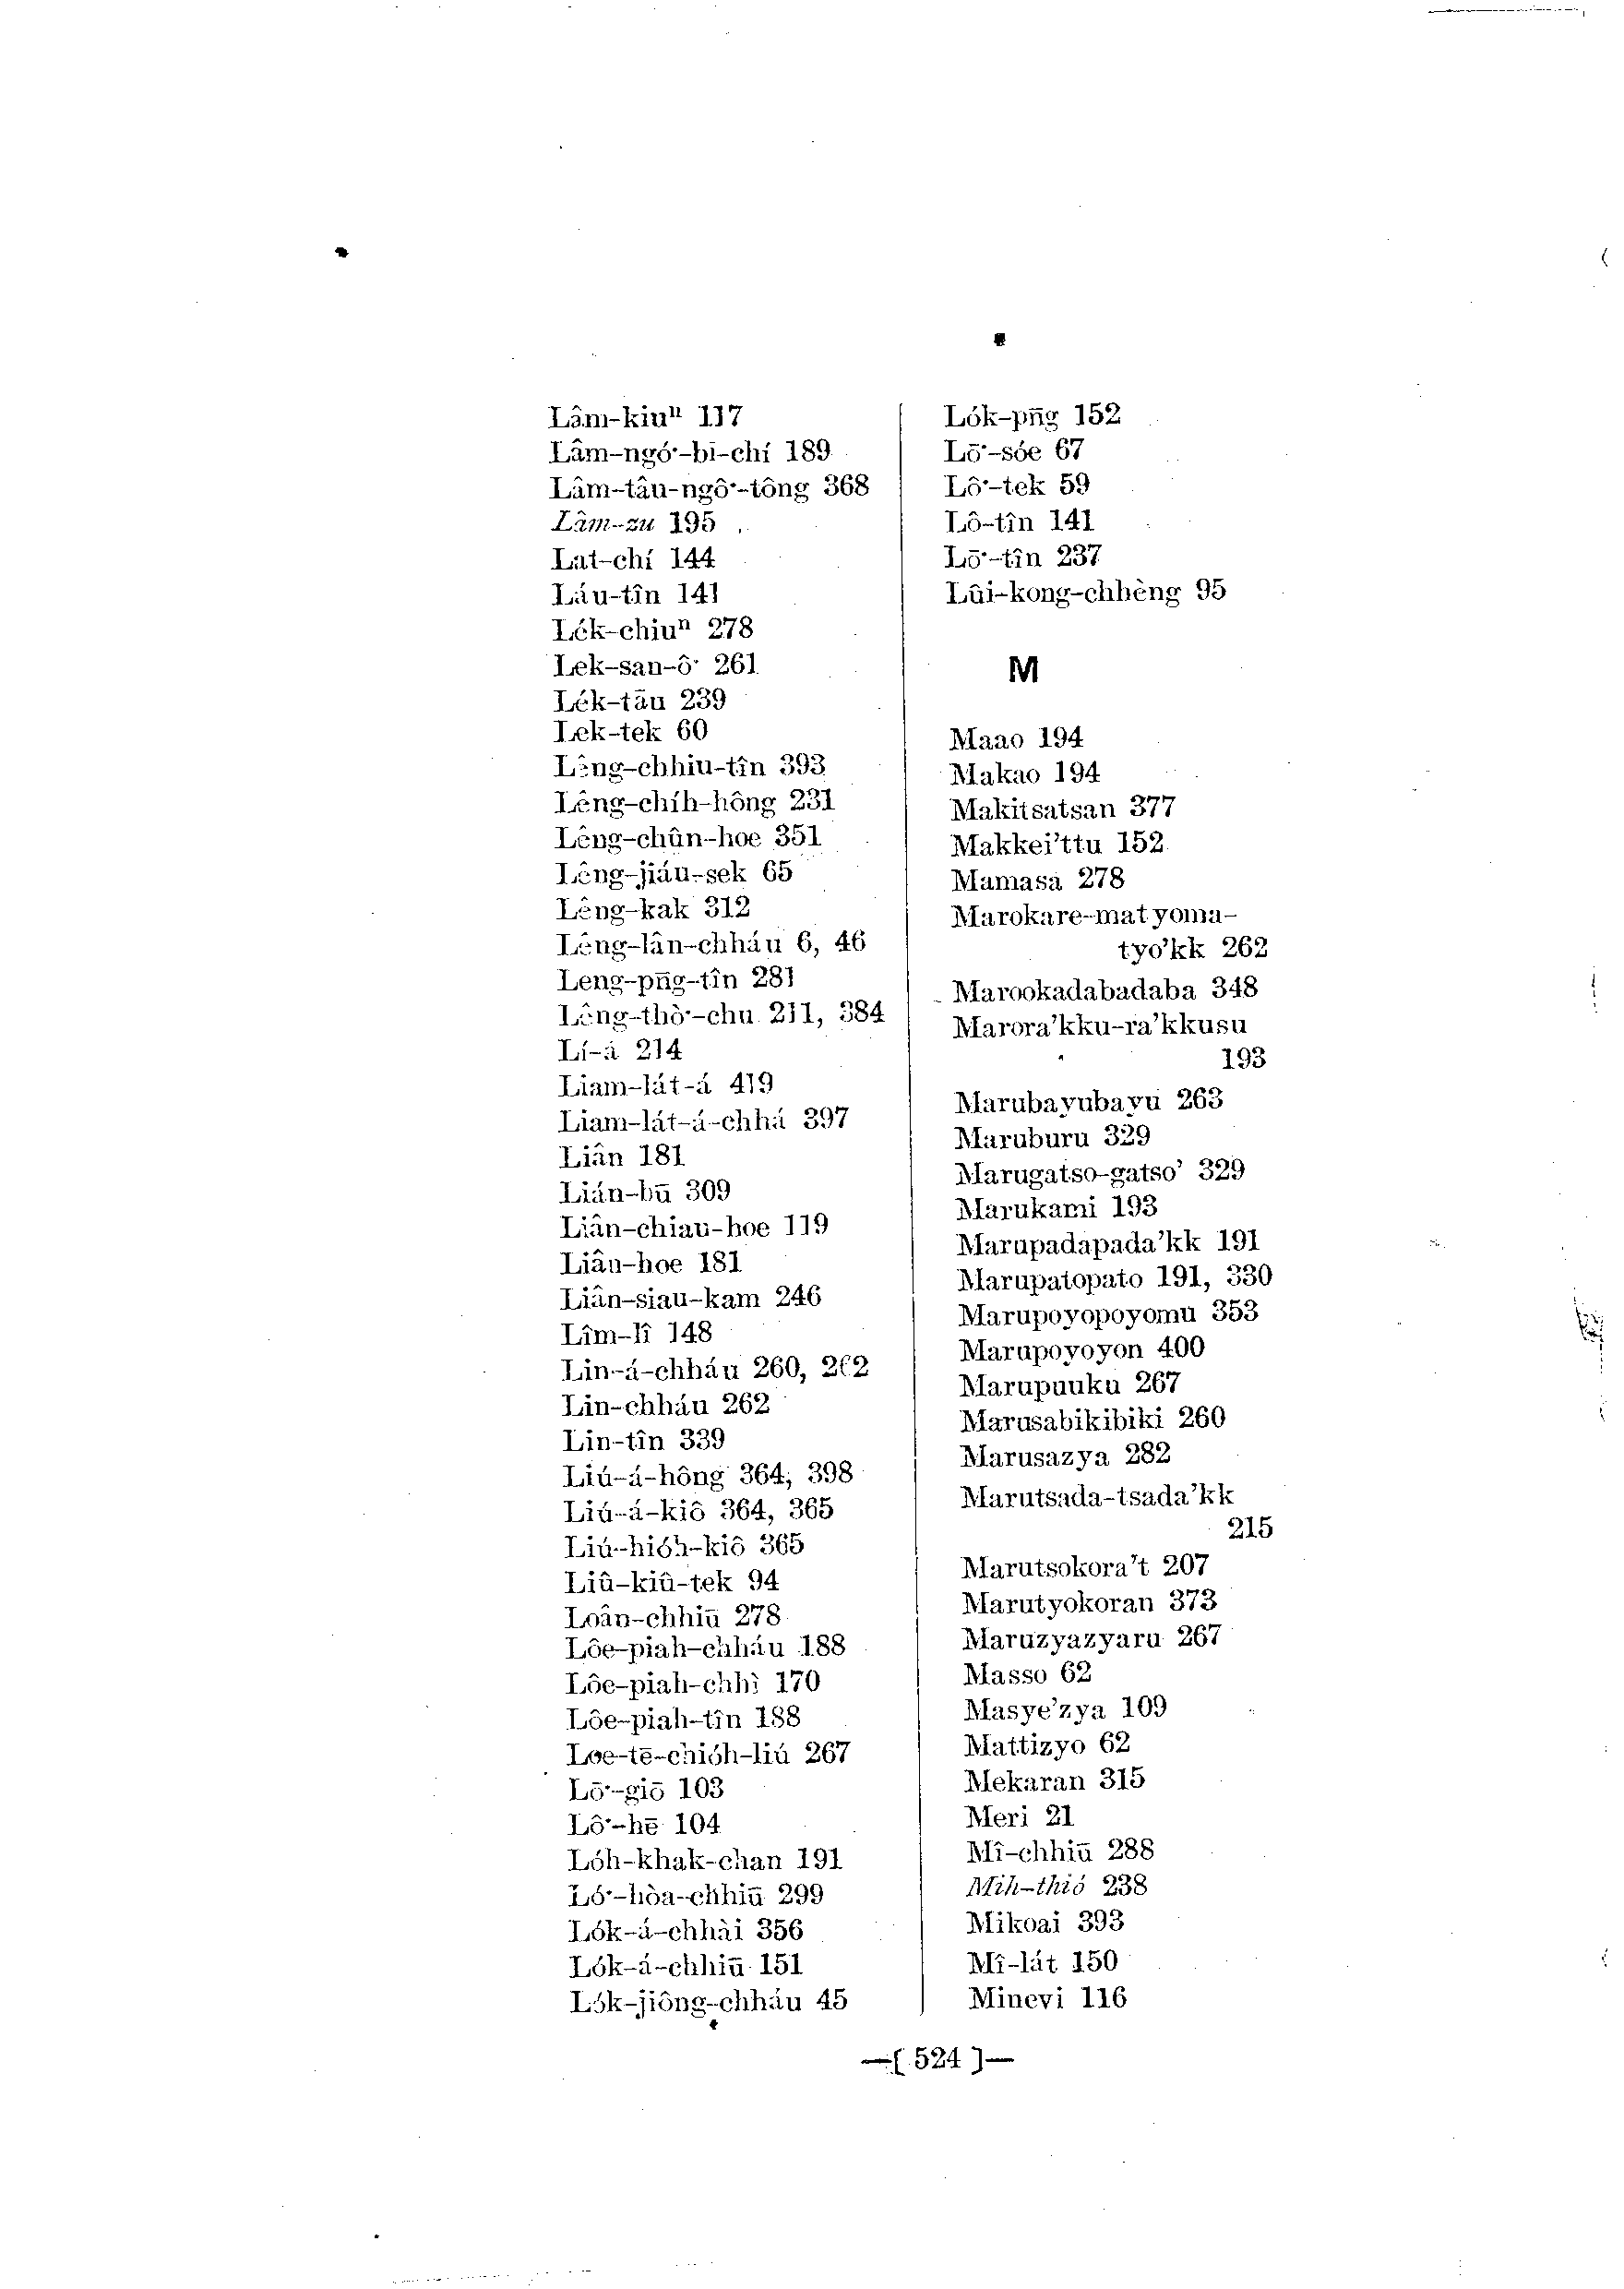 Lâm-kiuⁿ 117
Lâm-ngó͘-bī-chí 189
Lâm-tâu-ngô͘-tông 368
Lâm-zu 195
Lat-chí 144
Láu-tîn 141
Lék-chiuⁿ 278
Lek-san-ô͘ 261
Lék-tāu 239
Lek-tek 60
Lêng-chhiu-tîn 393
Lêng-chih-hông 231
Lêng-chûn-hoe 351
Lêng-jiáu-sek 65
Lêng-kak 312
Lêng-lân-chháu 6, 46
Leng-pn̄g-tîn 281
Lêng-thò͘-chu 211, 384
Lí-á 214
Liam-lát-á 419
Liam-lát-á-chhá 397
Liân 181
Lián-bū 309
Liân-chiau-hoe 119
Liân-hoe 181
Liân-siau-kam 246
Lîm-lî 148
Lin-á-chháu 260, 262
Lin-chháu 262
Lin-tîn 339
Liú-á-hông 364, 398
Liú-á-kiô 364, 365
Liú-hióh-kiô 365
Liû-kiû-tek 94
Loân-chhiū 278
Lôe-piah-chháu 188
Lôe-piah-chhì 170
Lôe-piah-tîn 188
Loe-tē-chióh-liû 267
Lō͘-giō 103
Lô͘-hē 104
Lóh-khak-chan 191
Ló͘-hòa-chhiū 299
Lók-á-chhài 356
Lók-á-chhiū 151
Lók-jiông-chháu 45
Lók-pn̄g 152
Lō͘-sôe 67
Lô͘-tek 59
Lô-tîn 141
Lō͘-tîn 237
Lûi-kong-chhèng 95
M
Maao 194
Makao 194
Makitsatsan 377
Makkei'ttu 152
Mamasa 278
Marokare-matyoma-
tyo'kk 262
Marookadabadaba 348
Marora'kku-ra'kkusu
193
Marubayubayu 263
Maruburu 329
Marugatso-gatso' 329
Marukami 193
Marupadapada'kk 191
Marupatopato 191, 330
Marupoyopoyomu 353
Marupoyoyon 400
Marupuuku 267
Marusabikibiki 260
Marusazya 282
Marutsada-tsada'kk
215
Marutsokora't 207
Marutyokoran 373
Maruzyazyaru 267
Masso 62
Masye'zya 109
Mattizyo 62
Mekaran 315
Meri 21
Mī-chhiū 288
Mih-thió 238
Mikoai 393
Mî-lát 150
Minevi 116
—[ 524 ]—